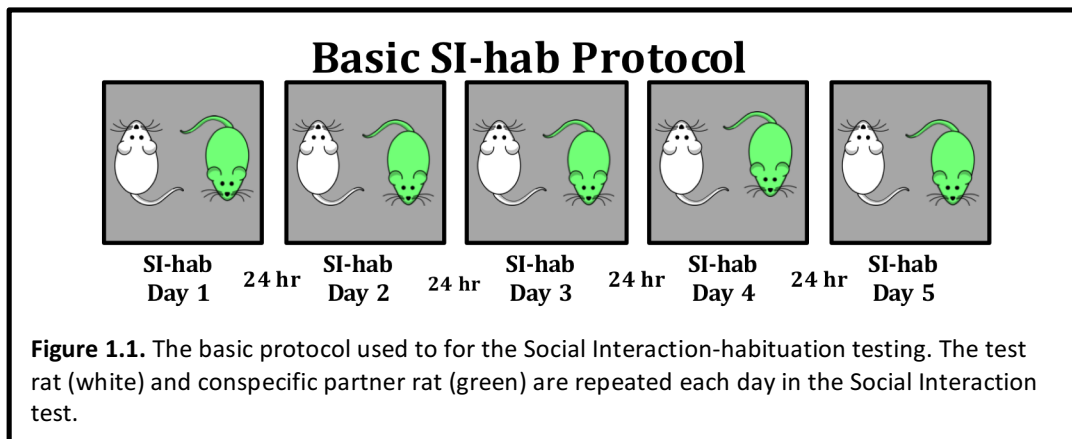 Basic SI-hab Protocol
SI-hab
Day 1
24 hr
SI-hab
Day 2
24 hr
SI-hab
Day 3
24 hr
SI-hab
Day 4
24 hr
SI-hab
Day 5
Figure 1.1. The basic protocol used to for the Social Interaction-habituation testing. The test
rat (white) and conspecific partner rat (green) are repeated each day in the Social Interaction
test.